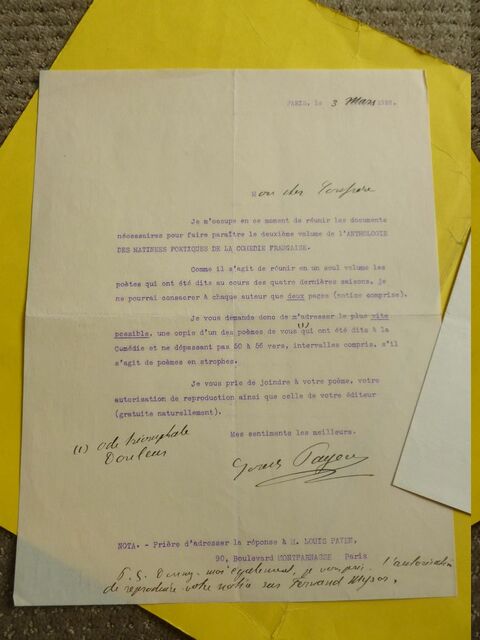 PARIS, le 3 Mars 192
Mon cher Confrère
Je m'occupe en ce moment de réunir les documents
nécessaires pour faire paraître le deuxième volume de l'ANTHOLOGIE
DES MATINEES POETIQUES DE LA COMEDIE FRANCAISE.
Comme il s'agit de réunir en un seul volume les
poètes qui ont été dits au cours des quatre dernières saisons, je
ne pourrai consacrer à chaque auteur que deux pages (notice comprise).
Je vous demande donc de m'adresser le plus vite
possible, une copie d'un des poèmes de vous qui ont été dits à la
(1)
Comédie et ne dépassant pas 50 à 56 vers, intervalles compris, s'il
s'agit de poèmes en strophes.
Je vous prie de joindre à votre poème, votre
autorisation de reproduction ainsi que celle de votre éditeur
(gratuite naturellement).
Mes sentiments les meilleurs.
(1) Ode triomphale
Douleur
Louis Payen
NOTA. - Prière d'adresser la réponse à M. LOUIS PAYEN,
90, Boulevard MONTPARNASSE Paris
P.S. Donnez-moi également, je vous prie, l'autorisation
de reproduire votre notice sur Fernand